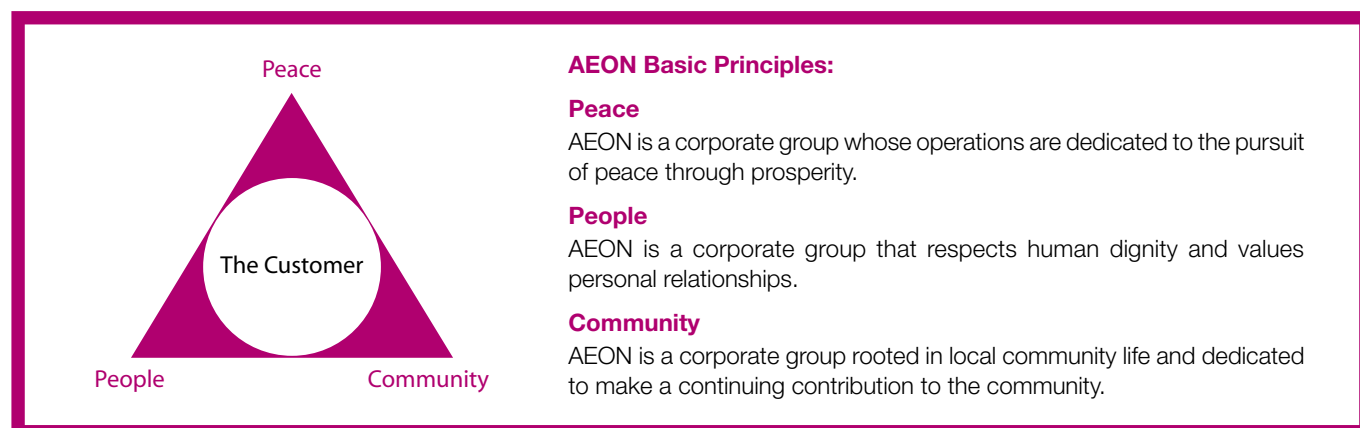 Peace
The Customer
People
Community
AEON Basic Principles:
Peace
AEON is a corporate group whose operations are dedicated to the pursuit
of peace through prosperity.
People
AEON is a corporate group that respects human dignity and values
personal relationships.
Community
AEON is a corporate group rooted in local community life and dedicated
to make a continuing contribution to the community.